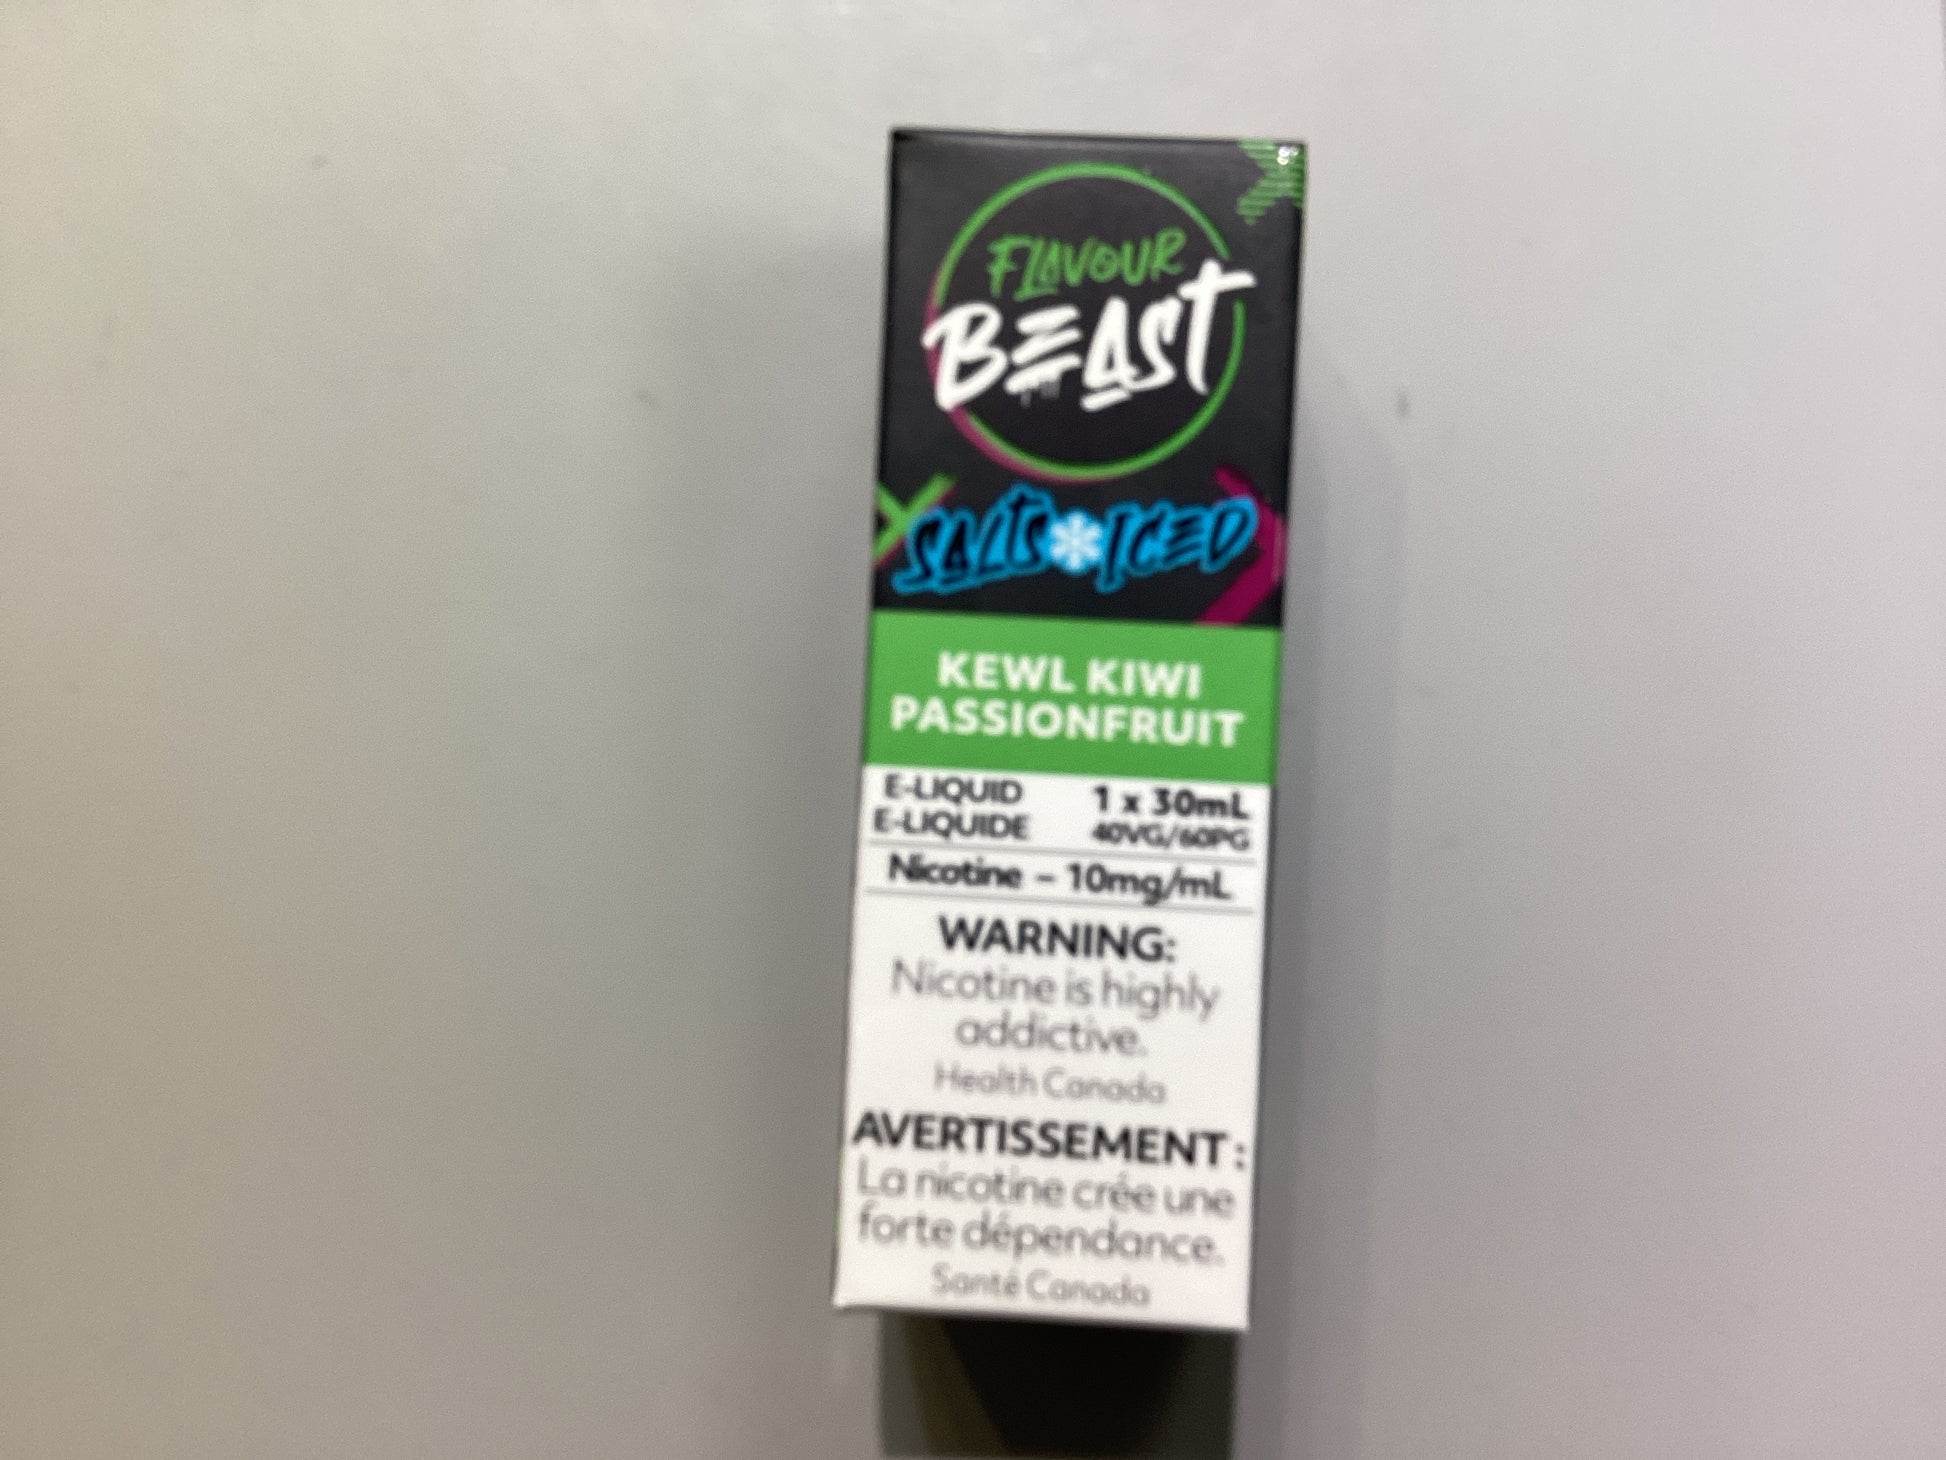 FLAVOUR
BEAST
SALTS ICED
KEWL KIWI
PASSIONFRUIT
E-LIQUID 1 x 30mL
E-LIQUIDE 40VG/60PG
Nicotine – 10mg/mL
WARNING:
Nicotine is highly
addictive.
Health Canada
AVERTISSEMENT :
La nicotine crée une
forte dépendance.
Santé Canada